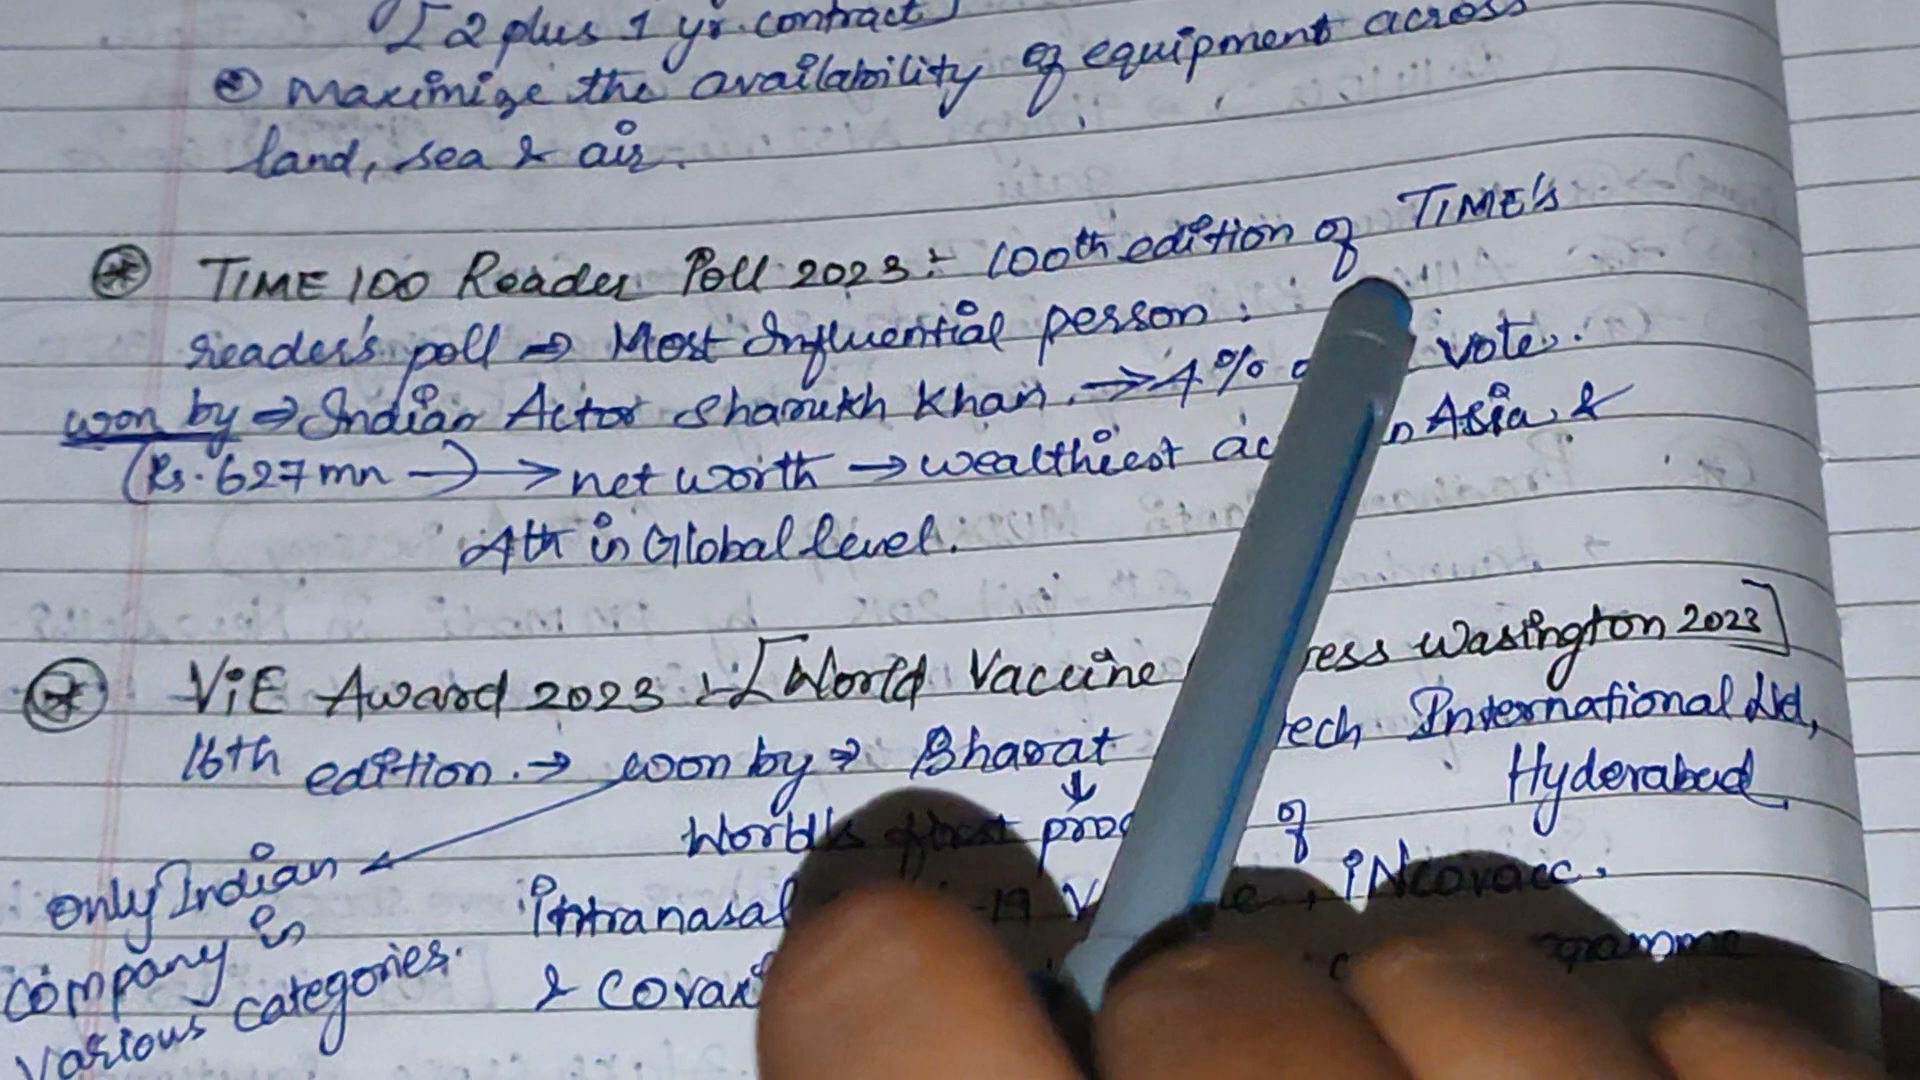 [2 plus 1 yr. contract]
maximize the availability of equipment across
land, sea & air.
TIME 100 Reader Poll 2023:- 100th edition of TIME's
reader's poll ⇒ Most Influential person:
vote.
won by ⇒ Indian Actor Sharukh Khan. → 4%
(Rs. 627 mn →) → net worth → wealthiest Asia, &
4th in Global level.
ViE Award 2023 :- [World Vaccine Wasington 2023]
16th edition. → won by ⇒ Bharat International Ltd,
Hyderabad
World's first of
only Indian
company in
various categories.
Intranasal -19 , iNcovacc.
&